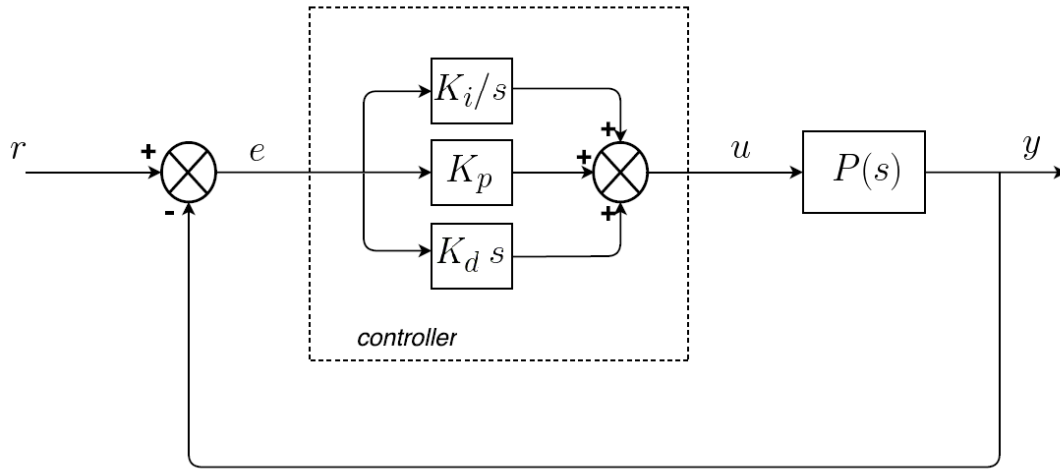 K_i/s
+
r
+
e
K_p
+
u
P(s)
y
-
+
K_d s
controller